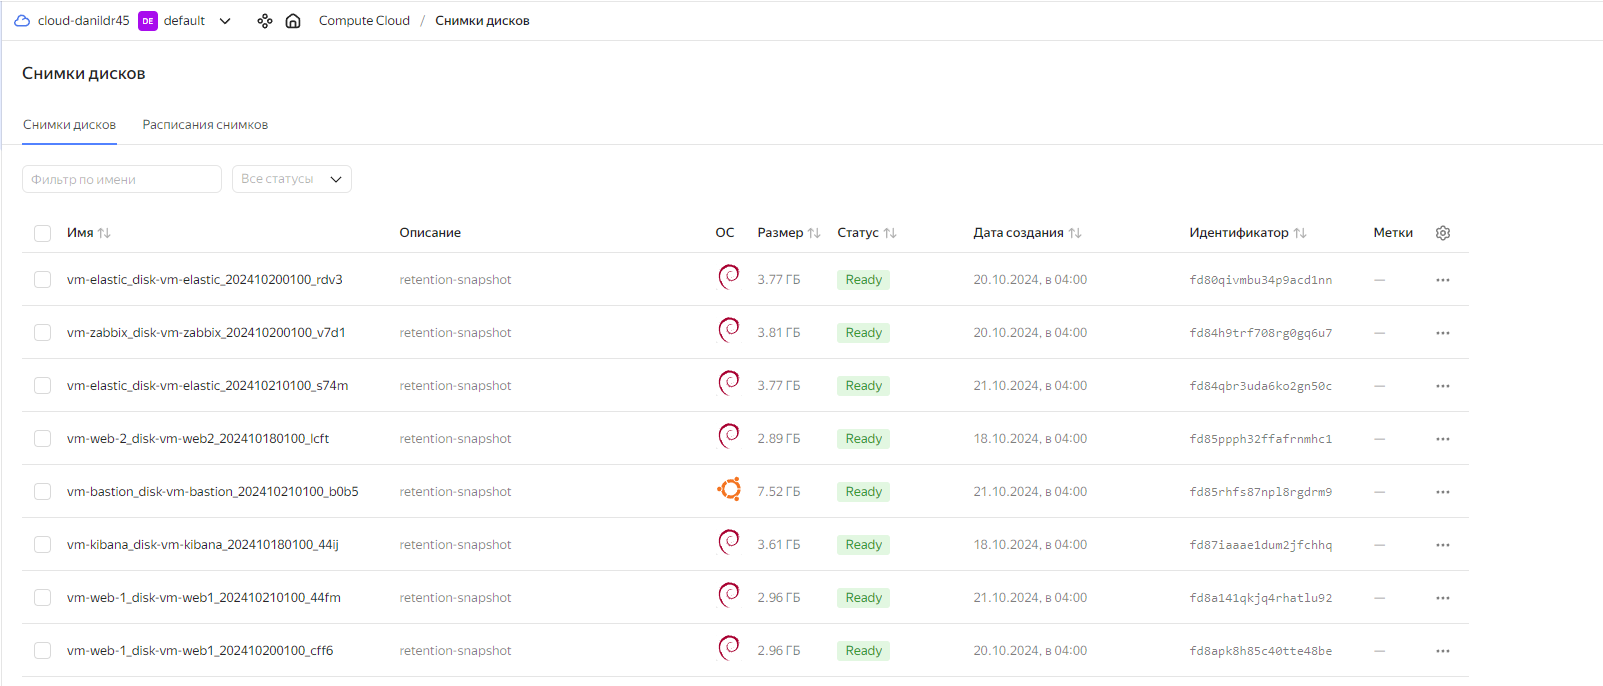 cloud-danildr45 DE default Compute Cloud / Снимки дисков
Снимки дисков
Снимки дисков Расписания снимков
Фильтр по имени Все статусы
Имя Описание ОС Размер Статус Дата создания Идентификатор Метки
vm-elastic_disk-vm-elastic_202410200100_rdv3 retention-snapshot 3.77 ГБ Ready 20.10.2024, в 04:00 fd80qivmbu34p9acd1nn —
vm-zabbix_disk-vm-zabbix_202410200100_v7d1 retention-snapshot 3.81 ГБ Ready 20.10.2024, в 04:00 fd84h9trf708rg0gq6u7 —
vm-elastic_disk-vm-elastic_202410210100_s74m retention-snapshot 3.77 ГБ Ready 21.10.2024, в 04:00 fd84qbr3uda6ko2gn50c —
vm-web-2_disk-vm-web2_202410180100_lcft retention-snapshot 2.89 ГБ Ready 18.10.2024, в 04:00 fd85ppph32ffafrnmhc1 —
vm-bastion_disk-vm-bastion_202410210100_b0b5 retention-snapshot 7.52 ГБ Ready 21.10.2024, в 04:00 fd85rhfs87npl8rgdrm9 —
vm-kibana_disk-vm-kibana_202410180100_44ij retention-snapshot 3.61 ГБ Ready 18.10.2024, в 04:00 fd87iaaae1dum2jfchhq —
vm-web-1_disk-vm-web1_202410210100_44fm retention-snapshot 2.96 ГБ Ready 21.10.2024, в 04:00 fd8a141qkjq4rhatlu92 —
vm-web-1_disk-vm-web1_202410200100_cff6 retention-snapshot 2.96 ГБ Ready 20.10.2024, в 04:00 fd8apk8h85c40tte48be —